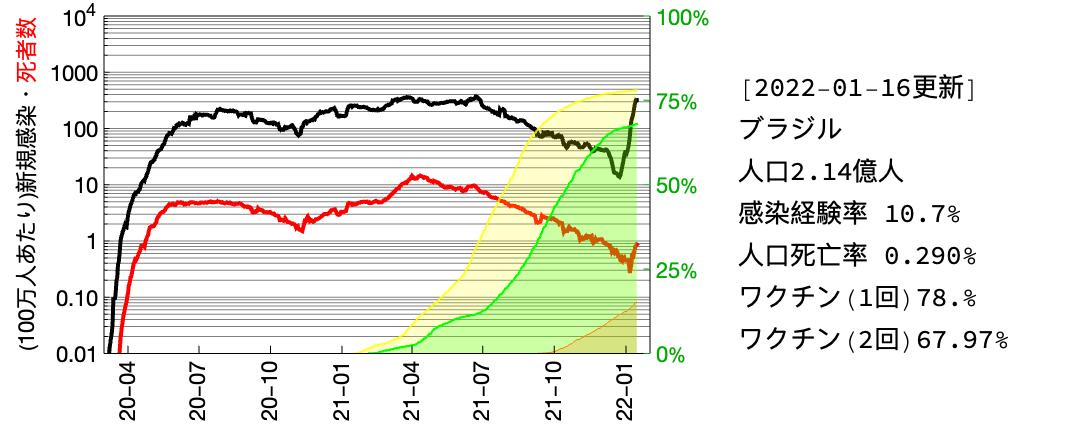 (100万人あたり)新規感染・死者数
10^4
1000
100
10
1
0.10
0.01
100%
75%
50%
25%
0%
20-04
20-07
20-10
21-01
21-04
21-07
21-10
22-01
[2022-01-16更新]
ブラジル
人口2.14億人
感染経験率 10.7%
人口死亡率 0.290%
ワクチン(1回)78.%
ワクチン(2回)67.97%